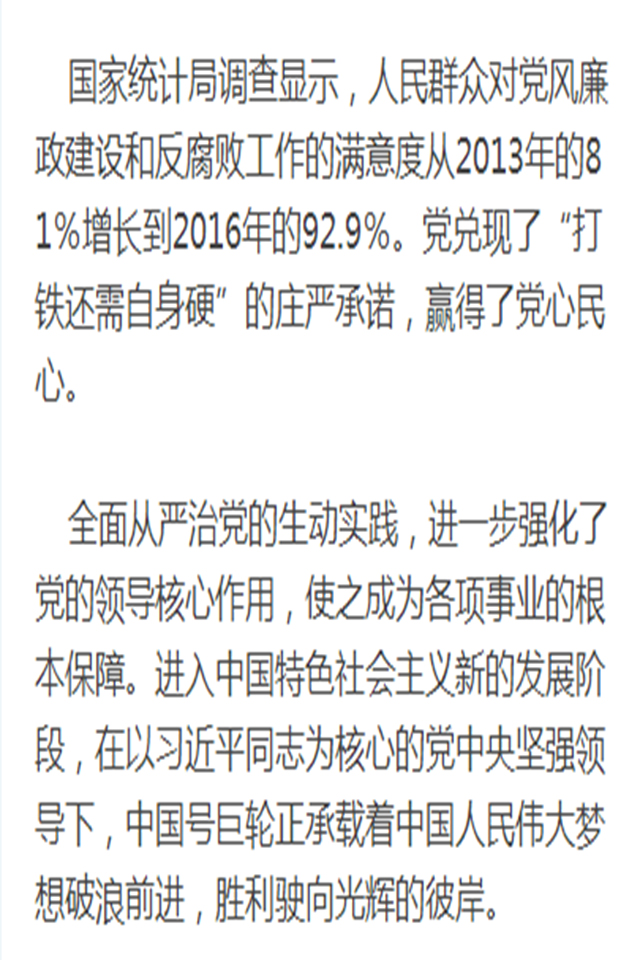 国家统计局调查显示，人民群众对党风廉
政建设和反腐败工作的满意度从2013年的8
1%增长到2016年的92.9%。党兑现了“打
铁还需自身硬”的庄严承诺，赢得了党心民
心。
全面从严治党的生动实践，进一步强化了
党的领导核心作用，使之成为各项事业的根
本保障。进入中国特色社会主义新的发展阶
段，在以习近平同志为核心的党中央坚强领
导下，中国号巨轮正承载着中国人民伟大梦
想破浪前进，胜利驶向光辉的彼岸。